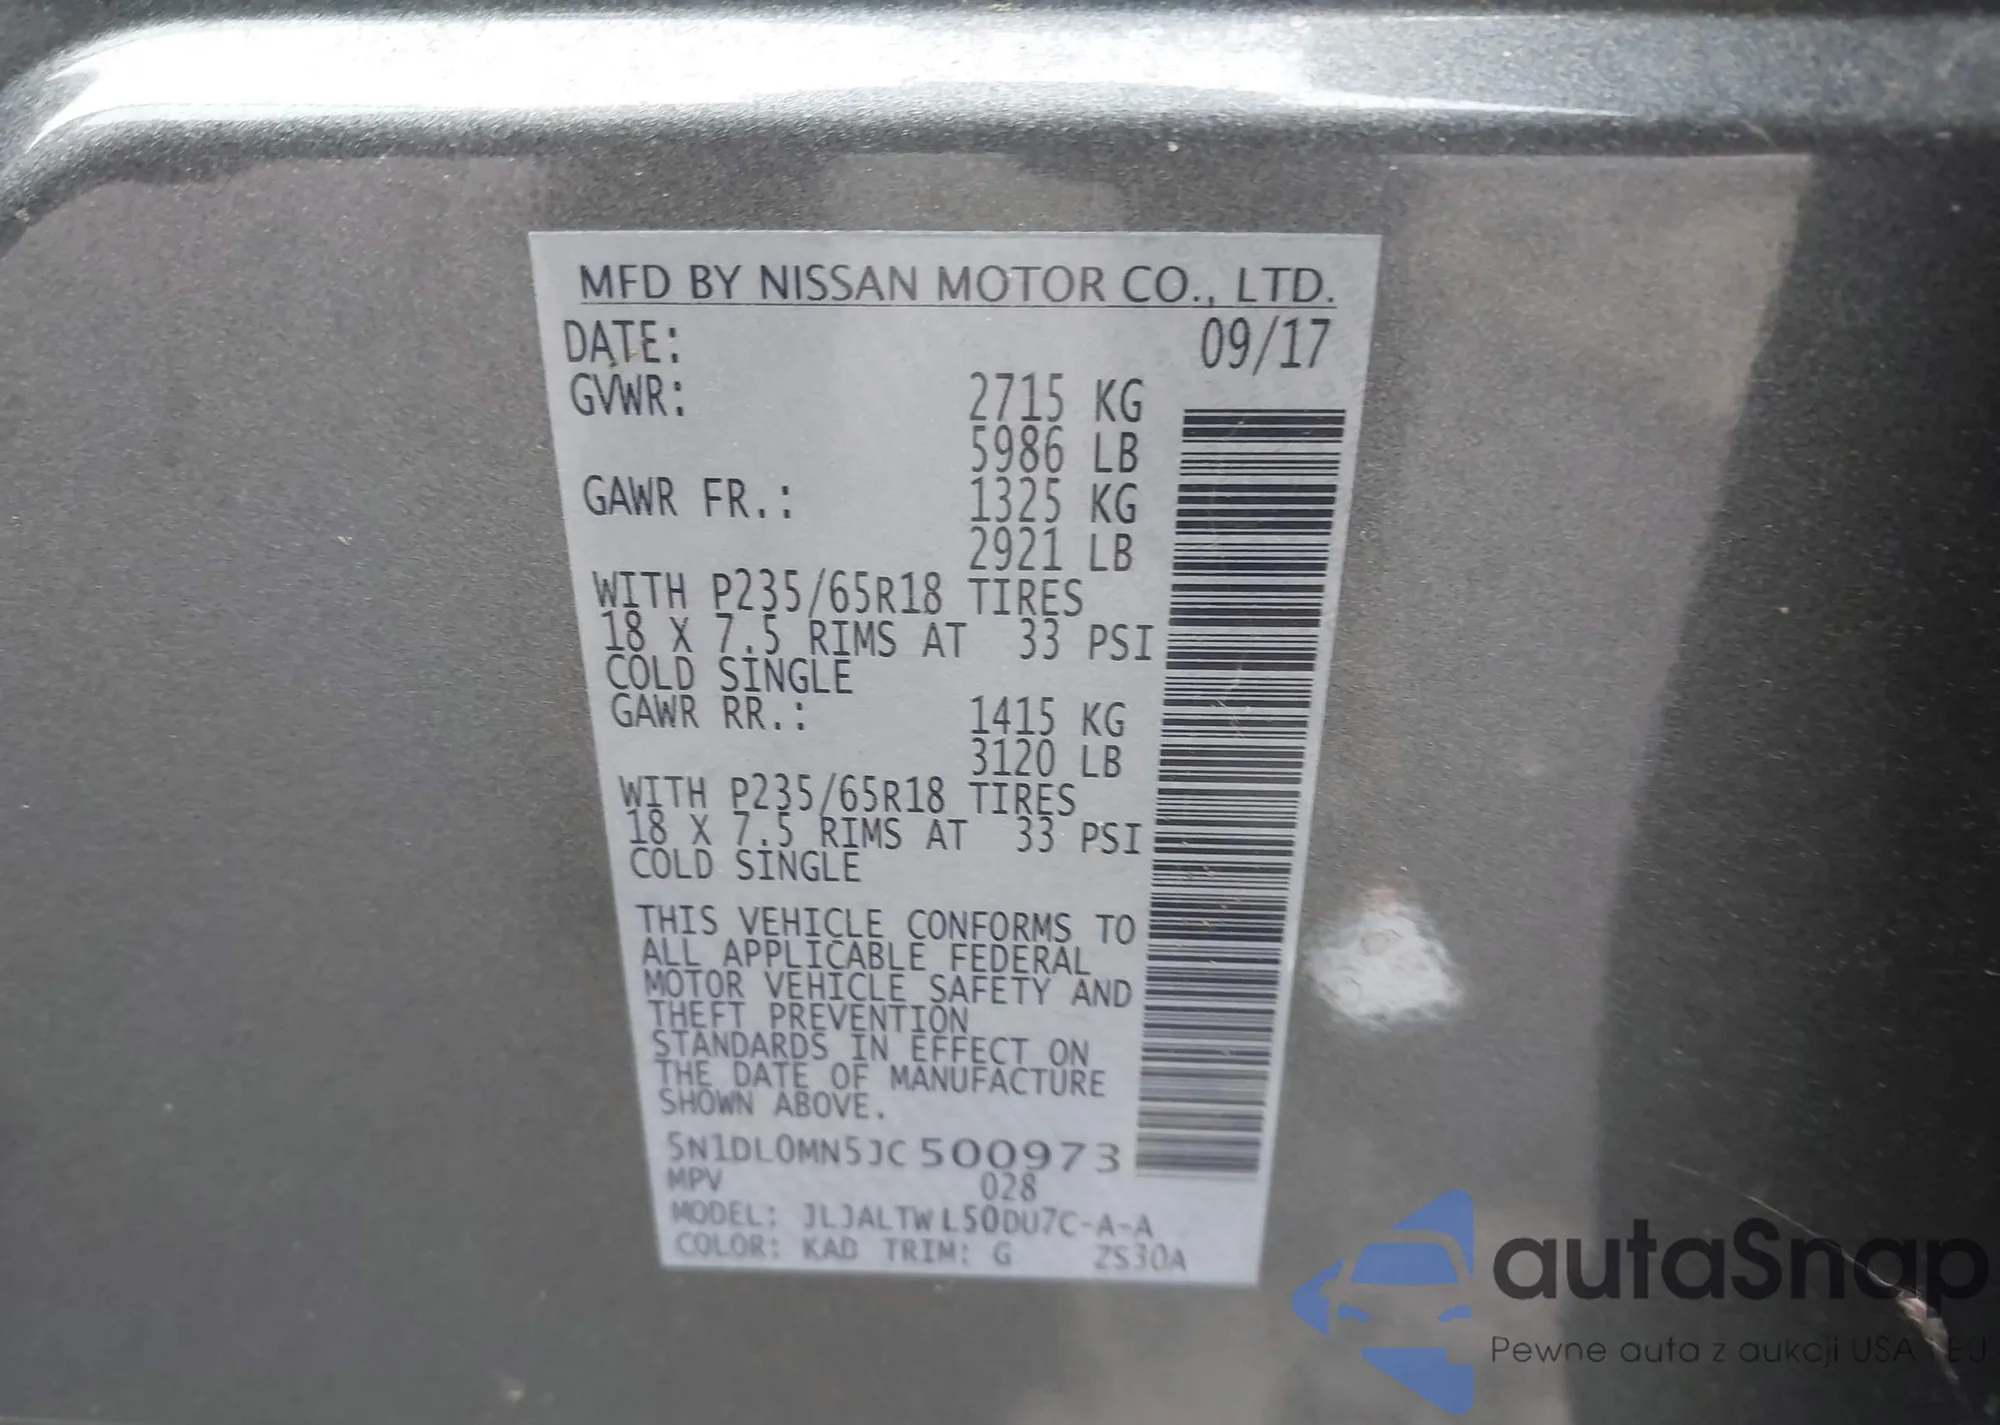 MFD BY NISSAN MOTOR CO., LTD.
DATE: 09/17
GVWR: 2715 KG
5986 LB
GAWR FR.: 1325 KG
2921 LB
WITH P235/65R18 TIRES
18 X 7.5 RIMS AT 33 PSI
COLD SINGLE
GAWR RR.: 1415 KG
3120 LB
WITH P235/65R18 TIRES
18 X 7.5 RIMS AT 33 PSI
COLD SINGLE
THIS VEHICLE CONFORMS TO
ALL APPLICABLE FEDERAL
MOTOR VEHICLE SAFETY AND
THEFT PREVENTION
STANDARDS IN EFFECT ON
THE DATE OF MANUFACTURE
SHOWN ABOVE.
5N1DL0MN5JC500973
MPV 028
MODEL: JLJALTWL50DU7C-A-A
COLOR: KAD TRIM: G ZS30A
autaSnap
Pewne auta z aukcji USA i EU